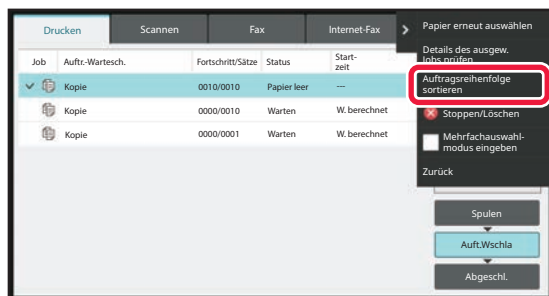 Drucken
Scannen
Fax
Internet-Fax
Job
Auftr.-Wartesch.
Fortschritt/Sätze
Status
Start-
zeit
Kopie
0010/0010
Papier leer
---
Kopie
0000/0010
Warten
W. berechnet
Kopie
0000/0001
Warten
W. berechnet
Papier erneut auswählen
Details des ausgew.
Jobs prüfen
Auftragsreihenfolge
sortieren
Stoppen/Löschen
Mehrfachauswahl-
modus eingeben
Zurück
Spulen
Auft.Wschla
Abgeschl.